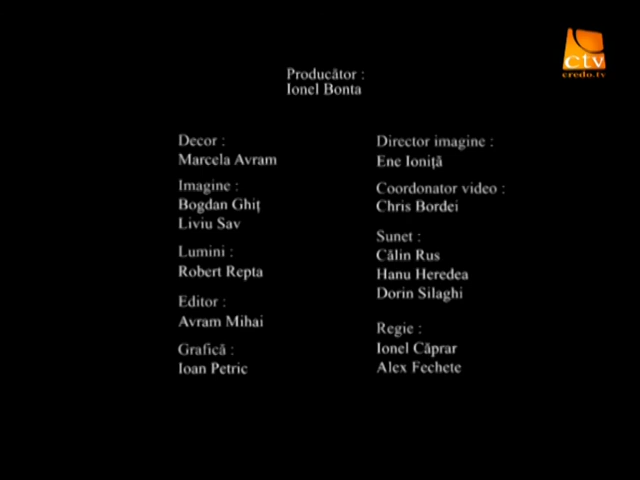 ctv
credo.tv
Producător :
Ionel Bonta
Decor :
Marcela Avram
Imagine :
Bogdan Ghiț
Liviu Sav
Lumini :
Robert Repta
Editor :
Avram Mihai
Grafică :
Ioan Petric
Director imagine :
Ene Ioniță
Coordonator video :
Chris Bordei
Sunet :
Călin Rus
Hanu Heredea
Dorin Silaghi
Regie :
Ionel Căprar
Alex Fechete